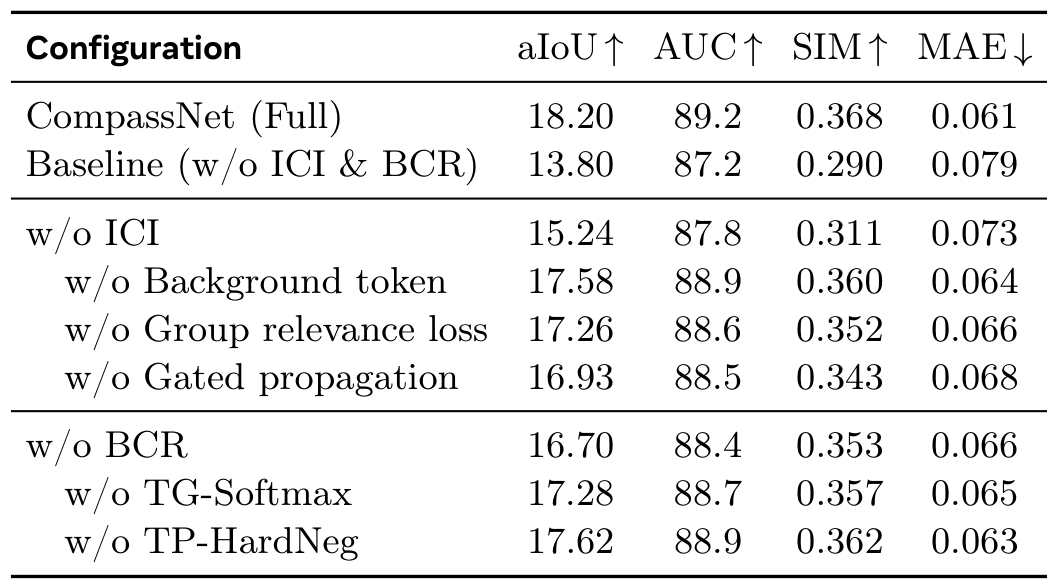 Configuration aIoU↑ AUC↑ SIM↑ MAE↓
CompassNet (Full) 18.20 89.2 0.368 0.061
Baseline (w/o ICI & BCR) 13.80 87.2 0.290 0.079
w/o ICI 15.24 87.8 0.311 0.073
w/o Background token 17.58 88.9 0.360 0.064
w/o Group relevance loss 17.26 88.6 0.352 0.066
w/o Gated propagation 16.93 88.5 0.343 0.068
w/o BCR 16.70 88.4 0.353 0.066
w/o TG-Softmax 17.28 88.7 0.357 0.065
w/o TP-HardNeg 17.62 88.9 0.362 0.063